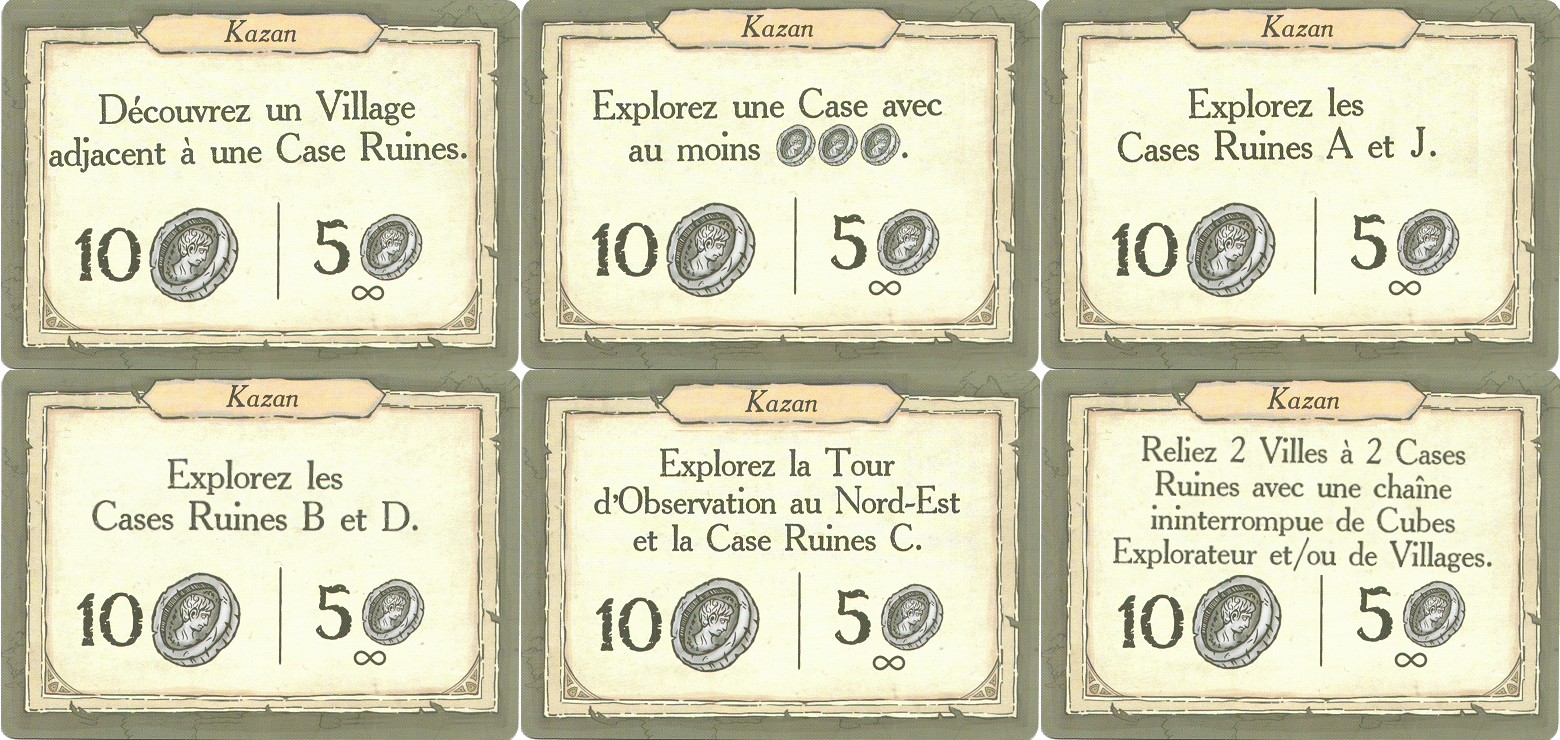 Kazan
Découvrez un Village
adjacent à une Case Ruines.
10 5
∞
Kazan
Explorez une Case avec
au moins .
10 5
∞
Kazan
Explorez les
Cases Ruines A et J.
10 5
∞
Kazan
Explorez les
Cases Ruines B et D.
10 5
∞
Kazan
Explorez la Tour
d'Observation au Nord-Est
et la Case Ruines C.
10 5
∞
Kazan
Reliez 2 Villes à 2 Cases
Ruines avec une chaîne
ininterrompue de Cubes
Explorateur et/ou de Villages.
10 5
∞